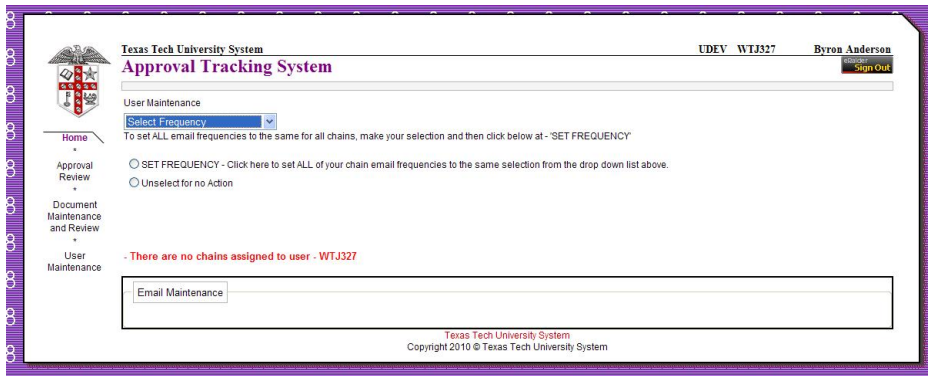 Texas Tech University System
UDEV WTJ327 Byron Anderson
Approval Tracking System
eRaider
Sign Out
User Maintenance
Select Frequency
To set ALL email frequencies to the same for all chains, make your selection and then click below at - 'SET FREQUENCY'
SET FREQUENCY - Click here to set ALL of your chain email frequencies to the same selection from the drop down list above.
Unselect for no Action
Home
*
Approval
Review
*
Document
Maintenance
and Review
*
User
Maintenance
- There are no chains assigned to user - WTJ327
Email Maintenance
Texas Tech University System
Copyright 2010 © Texas Tech University System